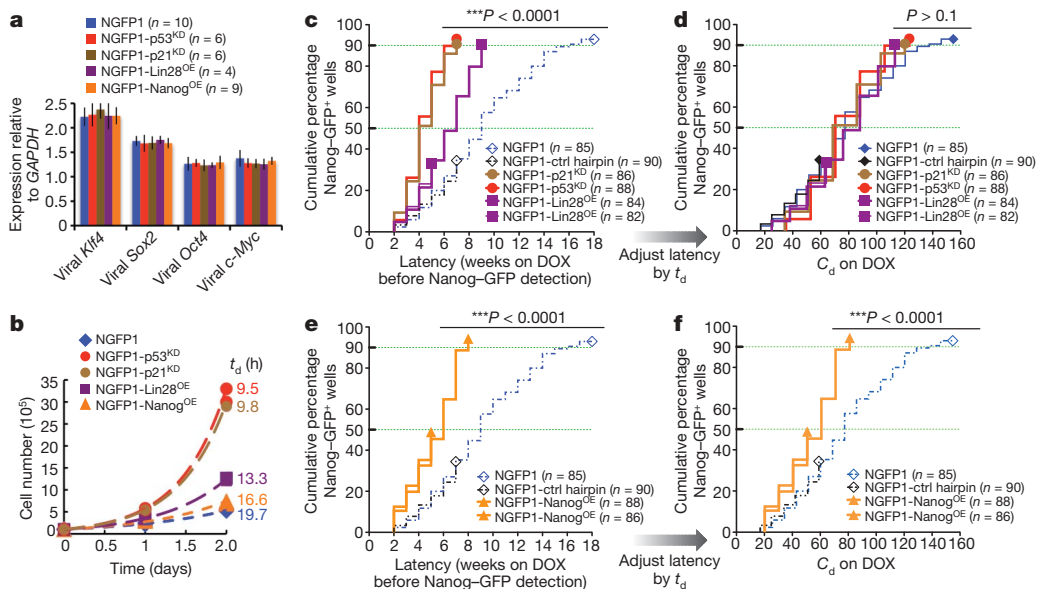 a
NGFP1 (n = 10)
NGFP1-p53KD (n = 6)
NGFP1-p21KD (n = 6)
NGFP1-Lin28OE (n = 4)
NGFP1-NanogOE (n = 9)
Expression relative
to GAPDH
2.5
2.0
1.5
1.0
0.5
0
Viral Klf4
Viral Sox2
Viral Oct4
Viral c-Myc
b
NGFP1
NGFP1-p53KD
NGFP1-p21KD
NGFP1-Lin28OE
NGFP1-NanogOE
td (h)
9.5
9.8
13.3
16.6
19.7
Cell number (10⁵)
35
30
25
20
15
10
5
0
0 0.5 1.0 1.5 2.0
Time (days)
c
***P < 0.0001
Cumulative percentage
Nanog–GFP+ wells
100
90
80
70
60
50
40
30
20
10
0
NGFP1 (n = 85)
NGFP1-ctrl hairpin (n = 90)
NGFP1-p21KD (n = 86)
NGFP1-p53KD (n = 88)
NGFP1-Lin28OE (n = 84)
NGFP1-Lin28OE (n = 82)
0 2 4 6 8 10 12 14 16 18
Latency (weeks on DOX
before Nanog–GFP detection)
Adjust latency
by td
d
P > 0.1
Cumulative percentage
Nanog–GFP+ wells
100
90
80
70
60
50
40
30
20
10
0
NGFP1 (n = 85)
NGFP1-ctrl hairpin (n = 90)
NGFP1-p21KD (n = 86)
NGFP1-p53KD (n = 88)
NGFP1-Lin28OE (n = 84)
NGFP1-Lin28OE (n = 82)
0 20 40 60 80 100 120 140 160
Cd on DOX
e
***P < 0.0001
Cumulative percentage
Nanog–GFP+ wells
100
90
80
70
60
50
40
30
20
10
0
NGFP1 (n = 85)
NGFP1-ctrl hairpin (n = 90)
NGFP1-NanogOE (n = 88)
NGFP1-NanogOE (n = 86)
0 2 4 6 8 10 12 14 16 18
Latency (weeks on DOX
before Nanog–GFP detection)
Adjust latency
by td
f
***P < 0.0001
Cumulative percentage
Nanog–GFP+ wells
100
90
80
70
60
50
40
30
20
10
0
NGFP1 (n = 85)
NGFP1-ctrl hairpin (n = 90)
NGFP1-NanogOE (n = 88)
NGFP1-NanogOE (n = 86)
0 20 40 60 80 100 120 140 160
Cd on DOX